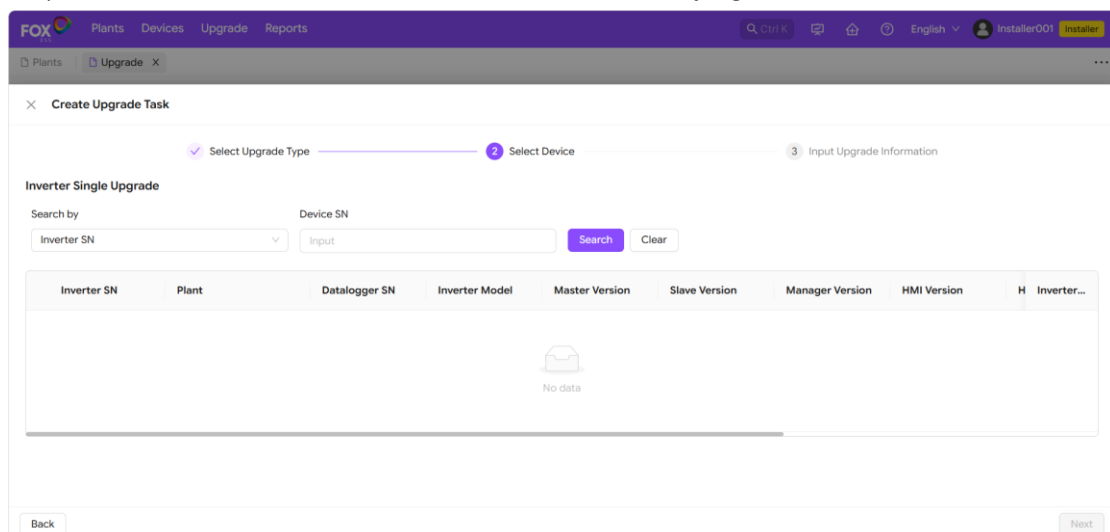 FOX Plants Devices Upgrade Reports Ctrl K English Installer001 Installer
ESS
Plants Upgrade X ...
Create Upgrade Task
Select Upgrade Type 2 Select Device 3 Input Upgrade Information
Inverter Single Upgrade
Search by Device SN
Inverter SN Input Search Clear
Inverter SN Plant Datalogger SN Inverter Model Master Version Slave Version Manager Version HMI Version H Inverter...
No data
Back Next